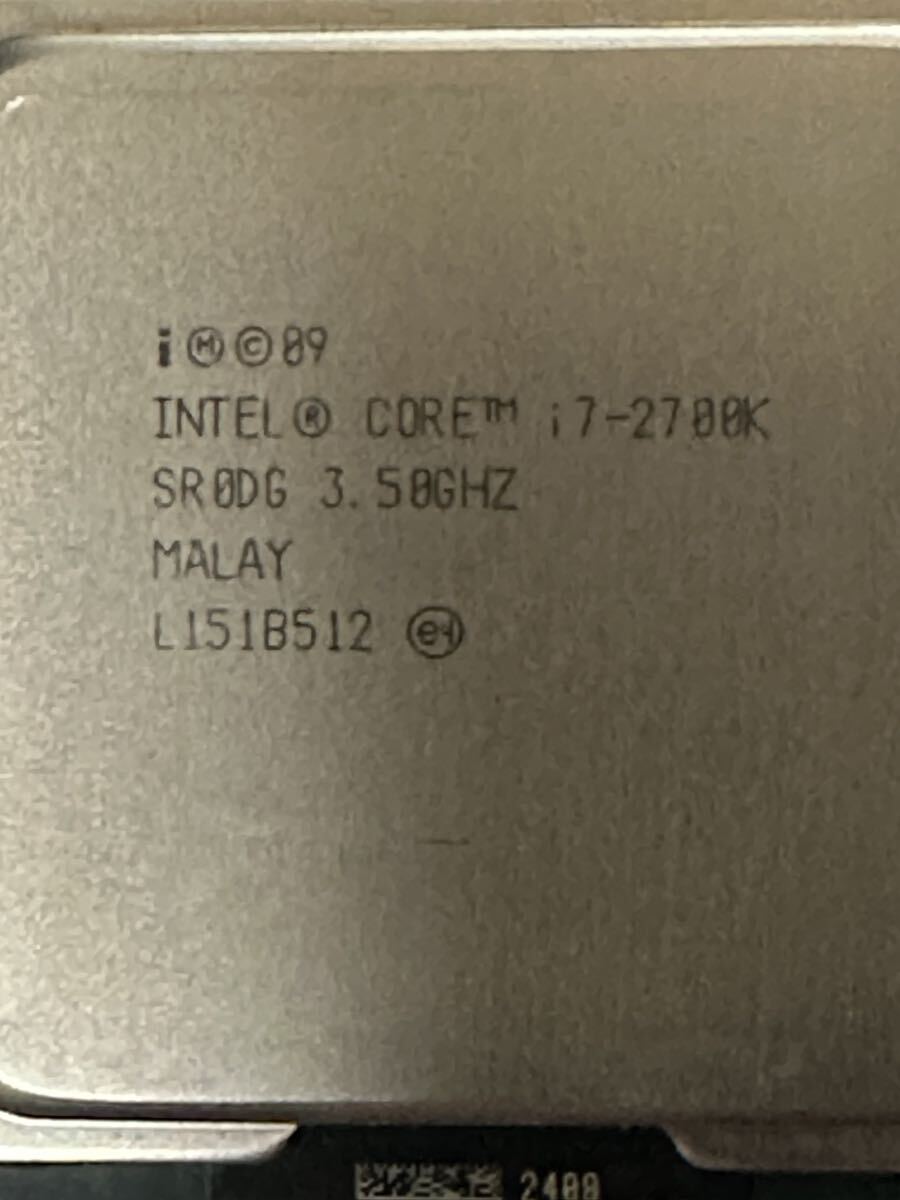 i Ⓜ © 09
INTEL® CORE™ i7-2700K
SR0DG 3.50GHZ
MALAY
L151B512 e4
2400